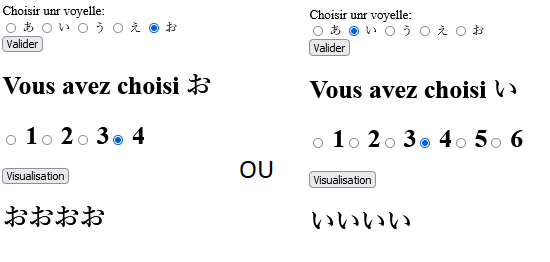 Choisir unr voyelle:
あ い う え お
Valider
Vous avez choisi お
1 2 3 4
Visualisation
おおおお
OU
Choisir unr voyelle:
あ い う え お
Valider
Vous avez choisi い
1 2 3 4 5 6
Visualisation
いいいい